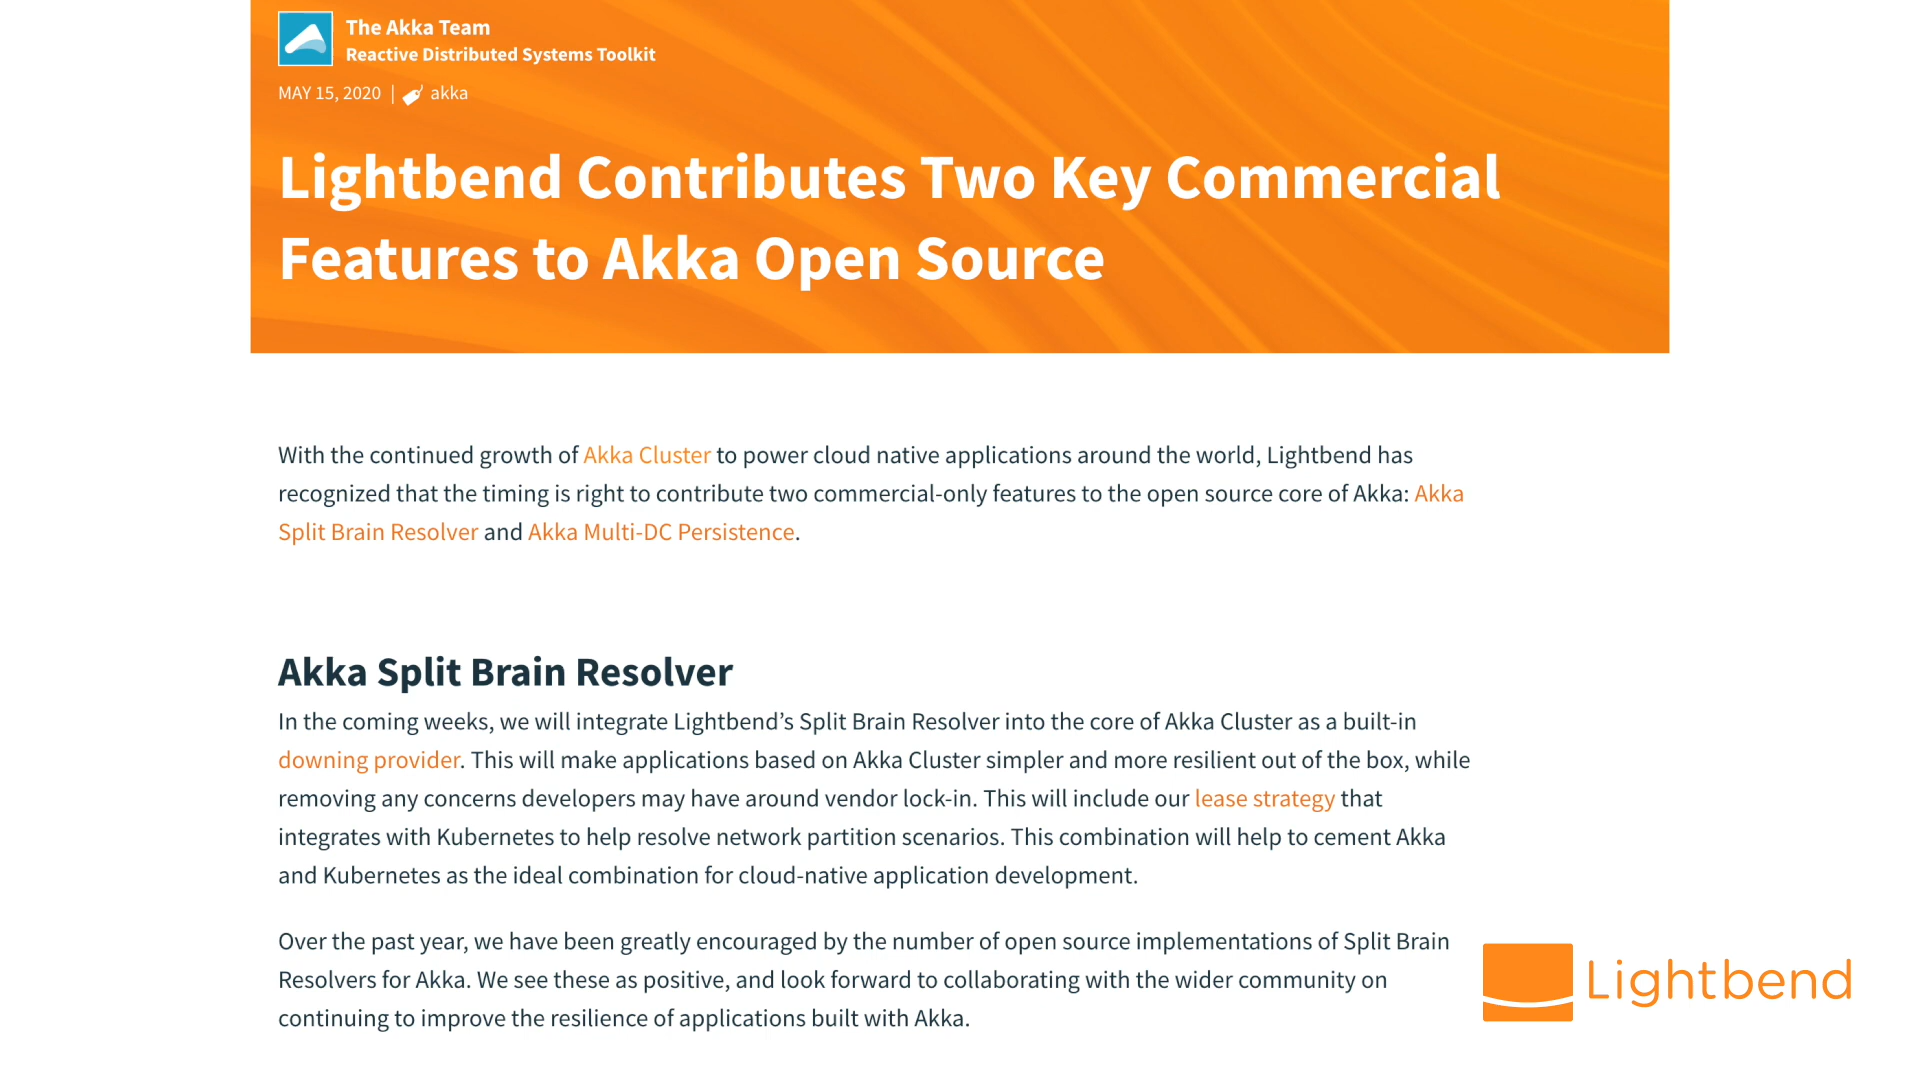 The Akka Team
Reactive Distributed Systems Toolkit
MAY 15, 2020 | akka
Lightbend Contributes Two Key Commercial
Features to Akka Open Source
With the continued growth of Akka Cluster to power cloud native applications around the world, Lightbend has
recognized that the timing is right to contribute two commercial-only features to the open source core of Akka: Akka
Split Brain Resolver and Akka Multi-DC Persistence.
Akka Split Brain Resolver
In the coming weeks, we will integrate Lightbend’s Split Brain Resolver into the core of Akka Cluster as a built-in
downing provider. This will make applications based on Akka Cluster simpler and more resilient out of the box, while
removing any concerns developers may have around vendor lock-in. This will include our lease strategy that
integrates with Kubernetes to help resolve network partition scenarios. This combination will help to cement Akka
and Kubernetes as the ideal combination for cloud-native application development.
Over the past year, we have been greatly encouraged by the number of open source implementations of Split Brain
Resolvers for Akka. We see these as positive, and look forward to collaborating with the wider community on
continuing to improve the resilience of applications built with Akka.
Lightbend